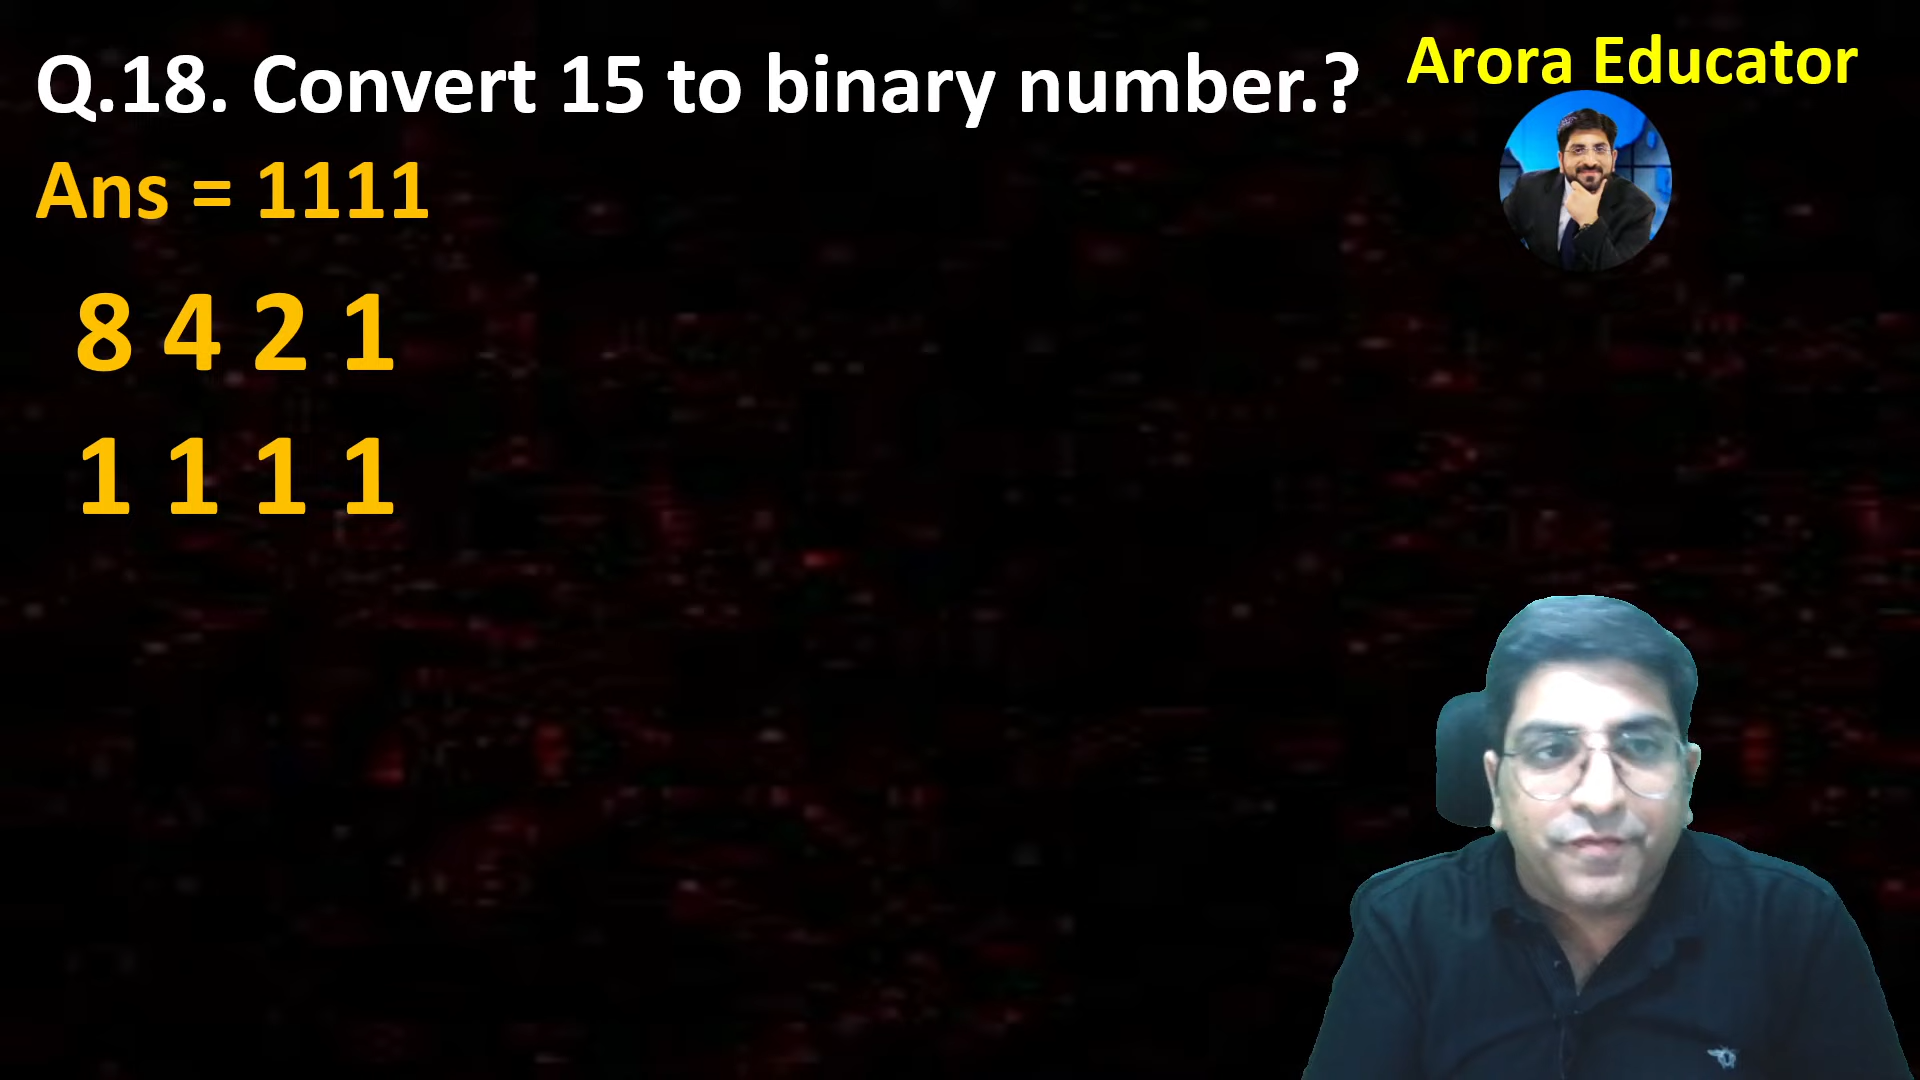 Q.18. Convert 15 to binary number.?
Arora Educator
Ans = 1111
8 4 2 1
1 1 1 1